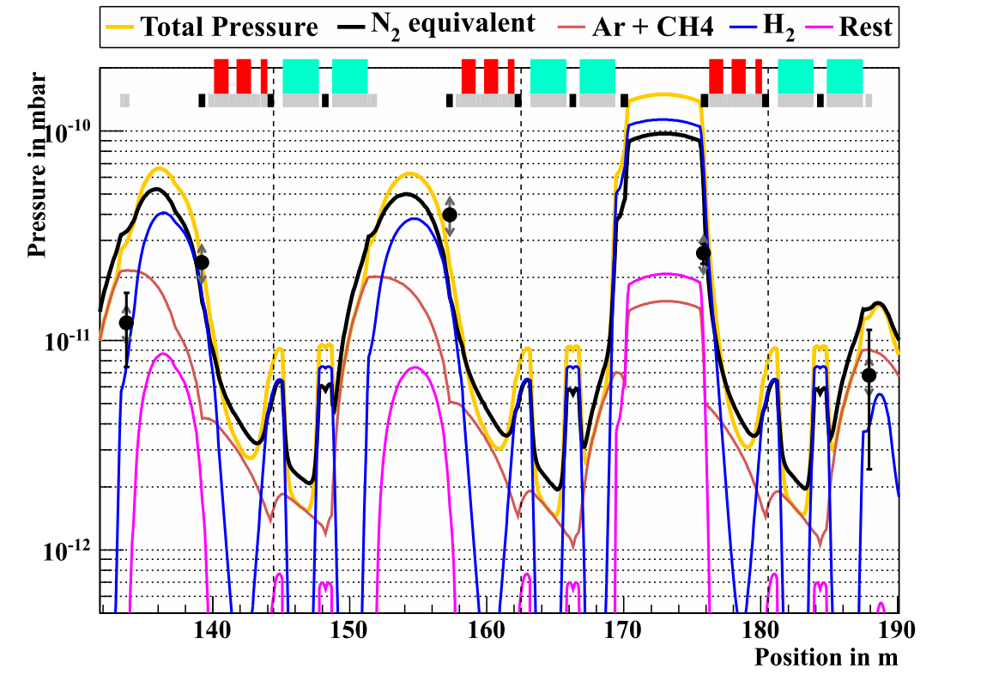 Total Pressure N₂ equivalent Ar + CH4 H₂ Rest
Pressure in mbar
10⁻¹⁰
10⁻¹¹
10⁻¹²
140 150 160 170 180 190
Position in m